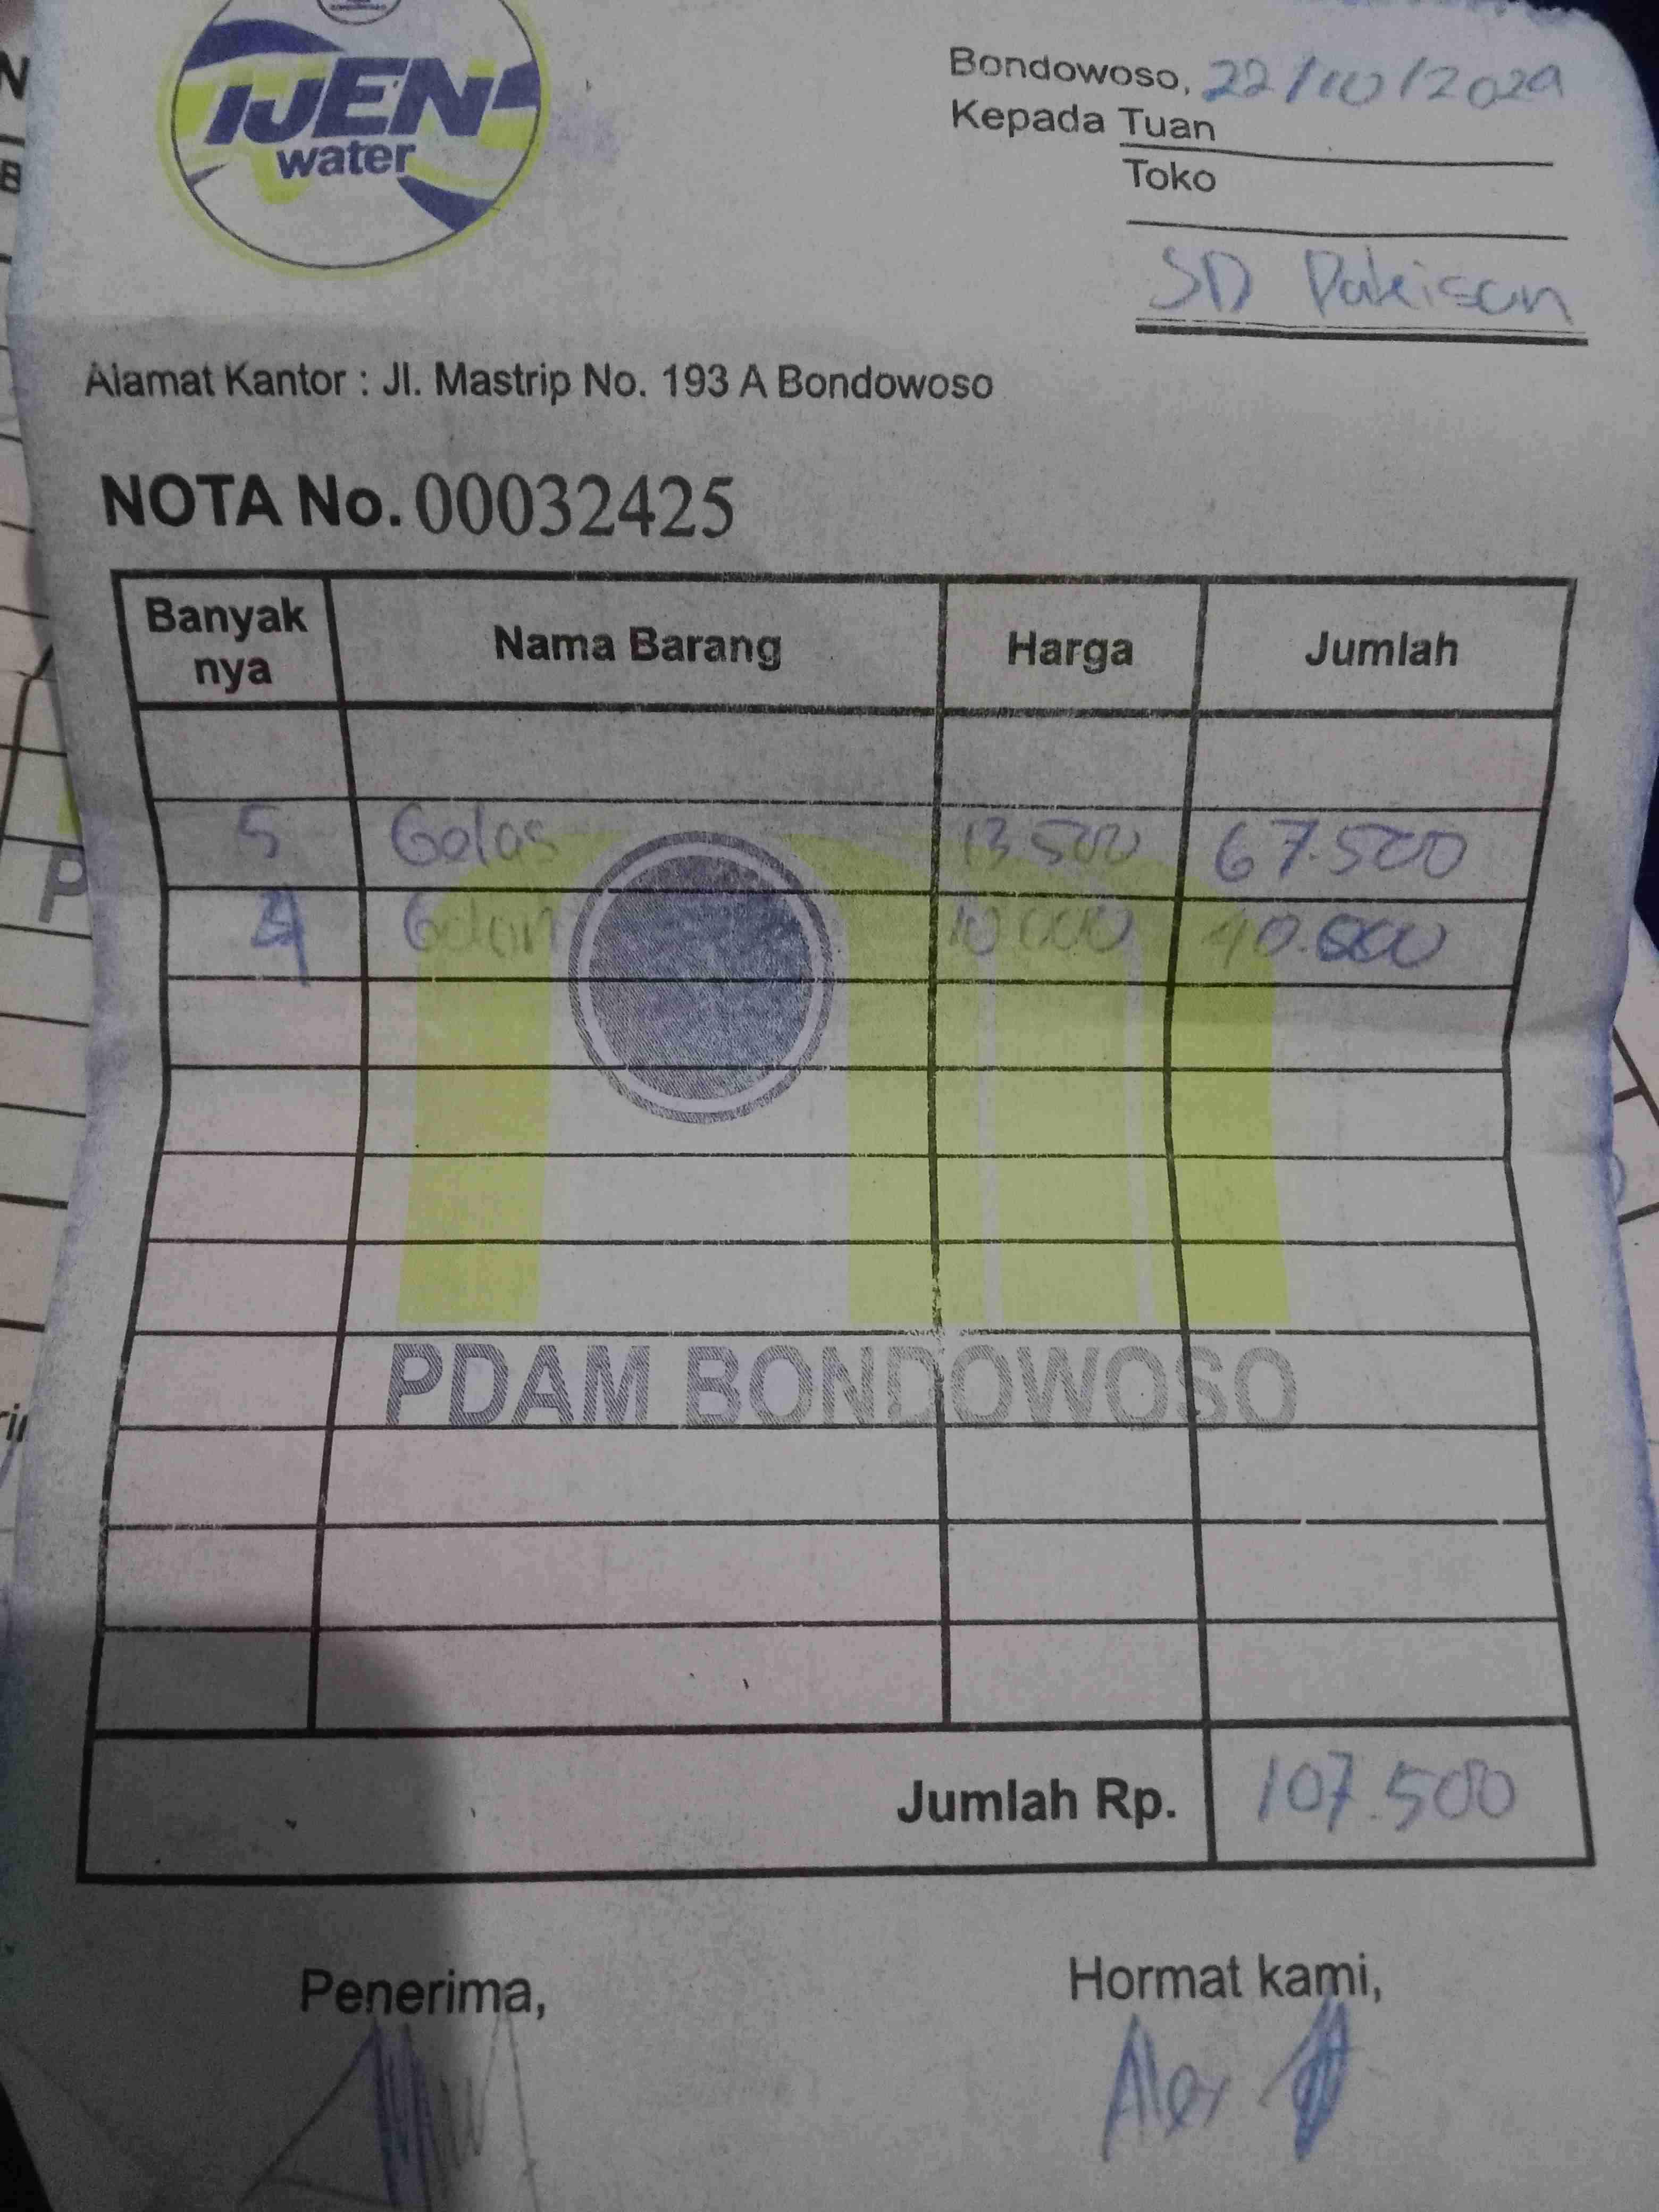 IJEN
water
Bondowoso, 22/10/2024
Kepada Tuan
Toko
SD Pakisan
Alamat Kantor : Jl. Mastrip No. 193 A Bondowoso
NOTA No. 00032425
Banyak nya Nama Barang Harga Jumlah
5 Gelas 13.500 67.500
4 Galon 10.000 40.000
PDAM BONDOWOSO
Jumlah Rp. 107.500
Penerima, Hormat kami,
Alex